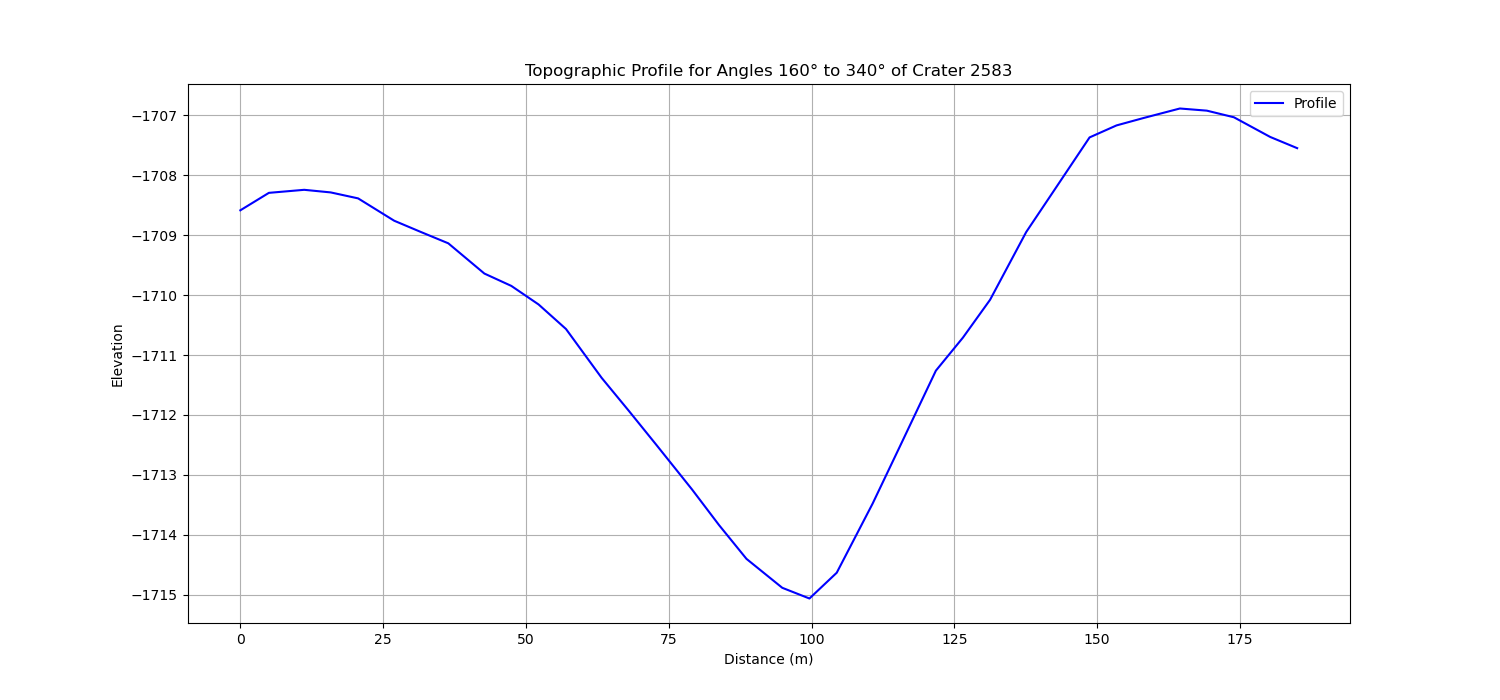 Topographic Profile for Angles 160° to 340° of Crater 2583
Profile
−1707
−1708
−1709
−1710
−1711
−1712
−1713
−1714
−1715
Elevation
0 25 50 75 100 125 150 175
Distance (m)